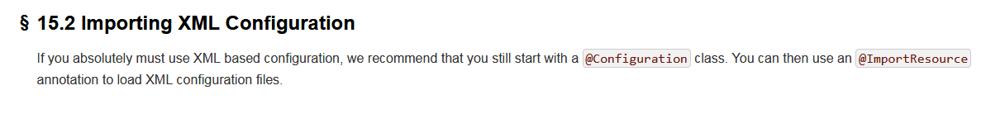 § 15.2 Importing XML Configuration
If you absolutely must use XML based configuration, we recommend that you still start with a @Configuration class. You can then use an @ImportResource
annotation to load XML configuration files.